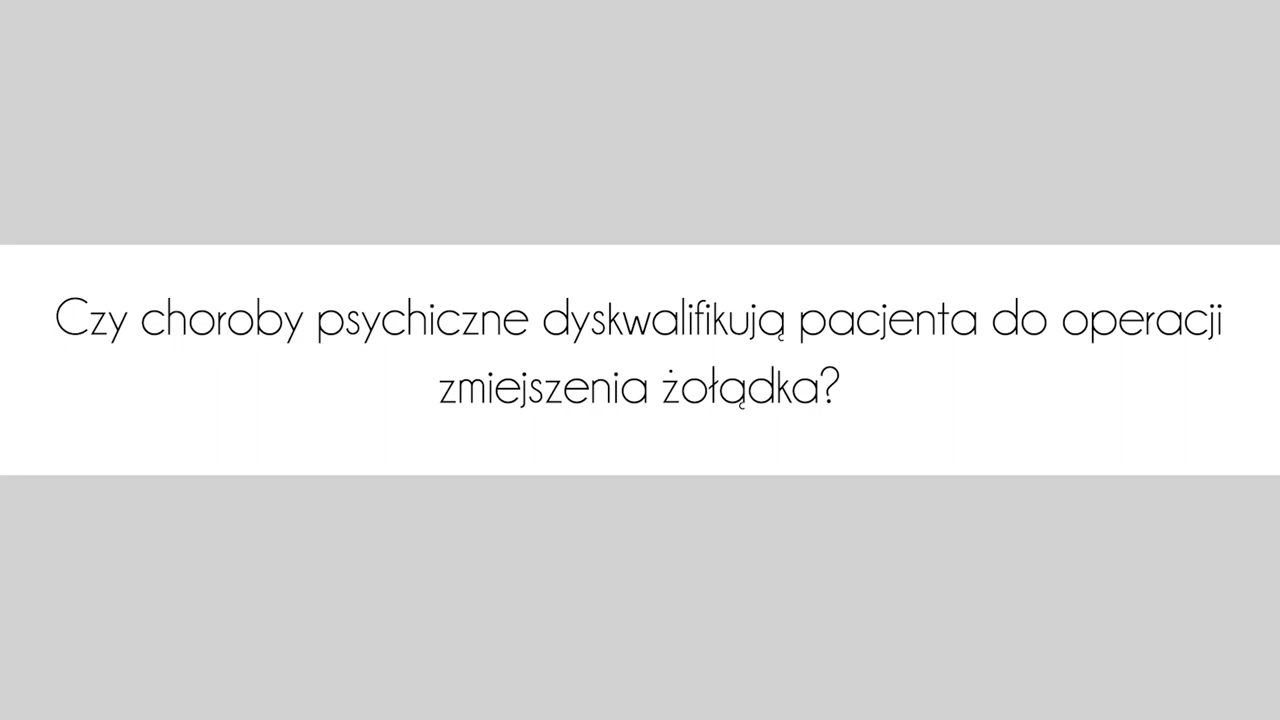 Czy choroby psychiczne dyskwalifikują pacjenta do operacji
zmiejszenia żołądka?